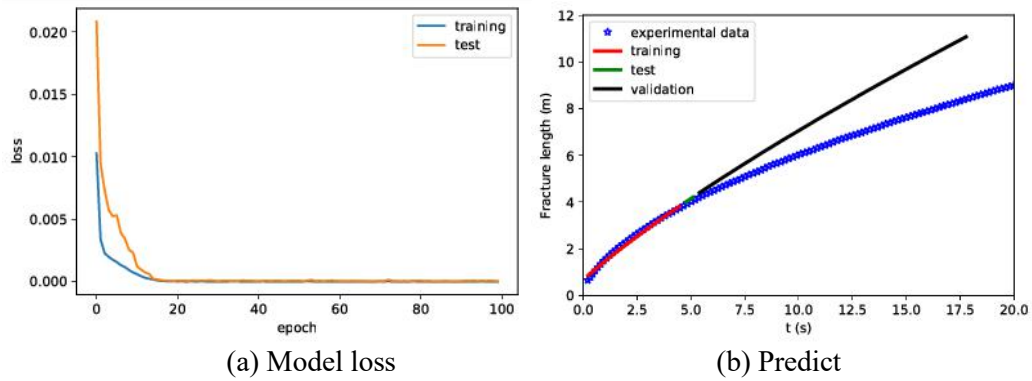 0.020
0.015
0.010
0.005
0.000
loss
training
test
0
20
40
60
80
100
epoch
(a) Model loss
12
10
8
6
4
2
0
Fracture length (m)
experimental data
training
test
validation
0.0
2.5
5.0
7.5
10.0
12.5
15.0
17.5
20.0
t (s)
(b) Predict